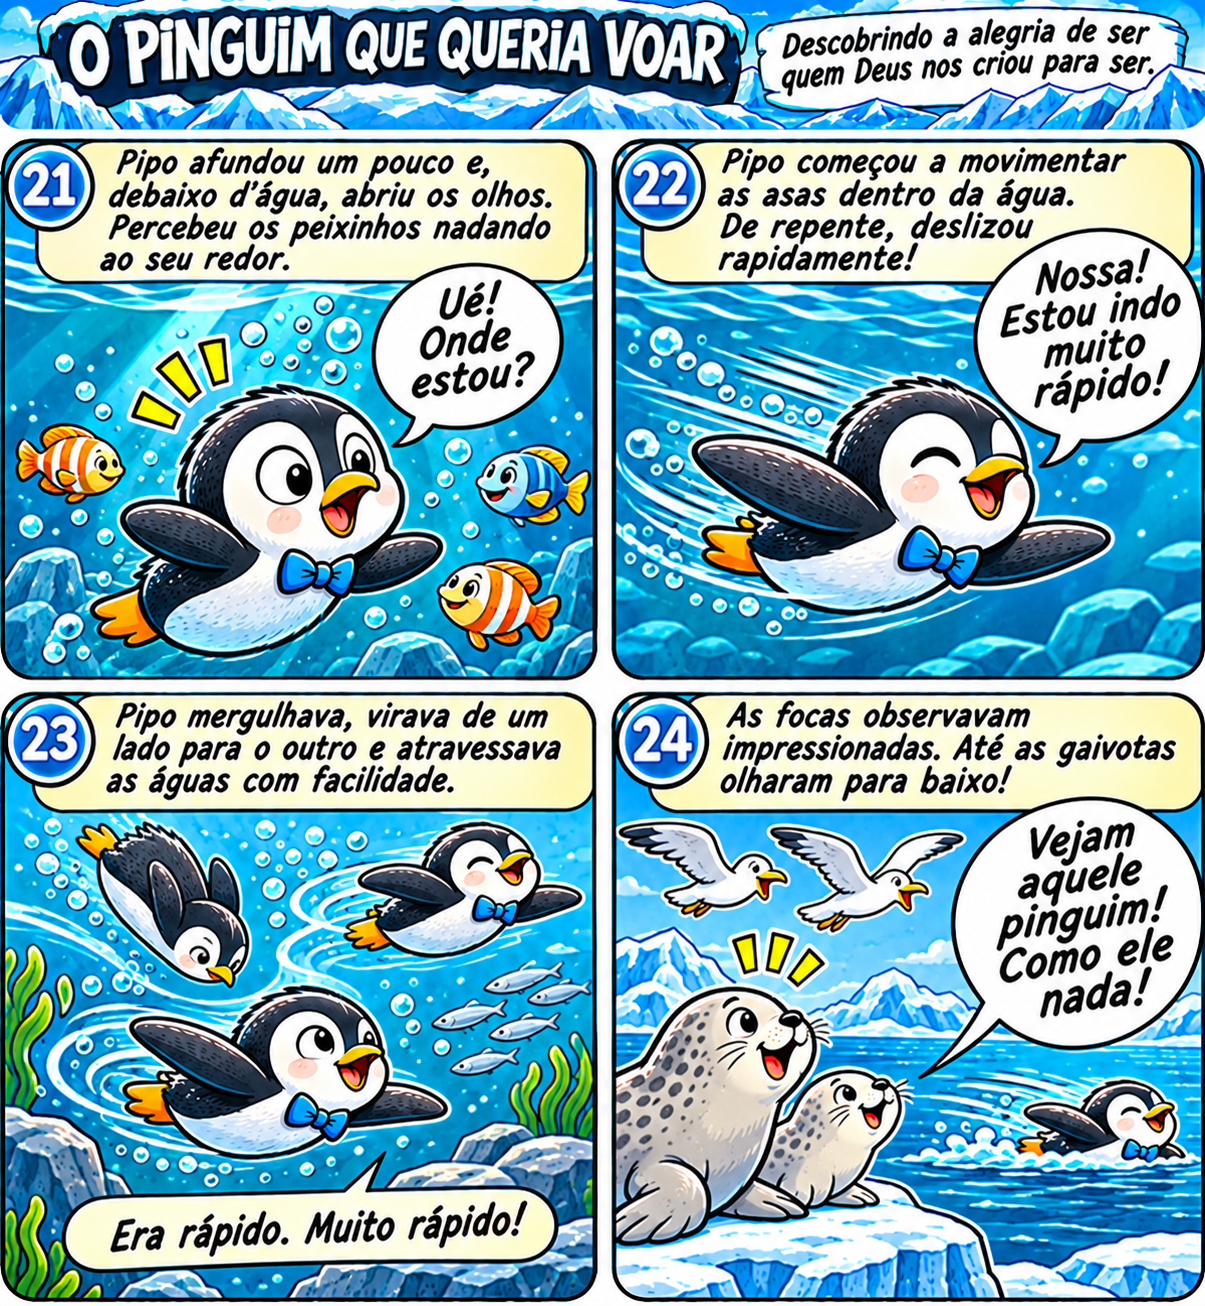 O PINGUIM QUE QUERIA VOAR
Descobrindo a alegria de ser
quem Deus nos criou para ser.
21
Pipo afundou um pouco e,
debaixo d'água, abriu os olhos.
Percebeu os peixinhos nadando
ao seu redor.
Ué!
Onde
estou?
22
Pipo começou a movimentar
as asas dentro da água.
De repente, deslizou
rapidamente!
Nossa!
Estou indo
muito
rápido!
23
Pipo mergulhava, virava de um
lado para o outro e atravessava
as águas com facilidade.
Era rápido. Muito rápido!
24
As focas observavam
impressionadas. Até as gaivotas
olharam para baixo!
Vejam
aquele
pinguim!
Como ele
nada!